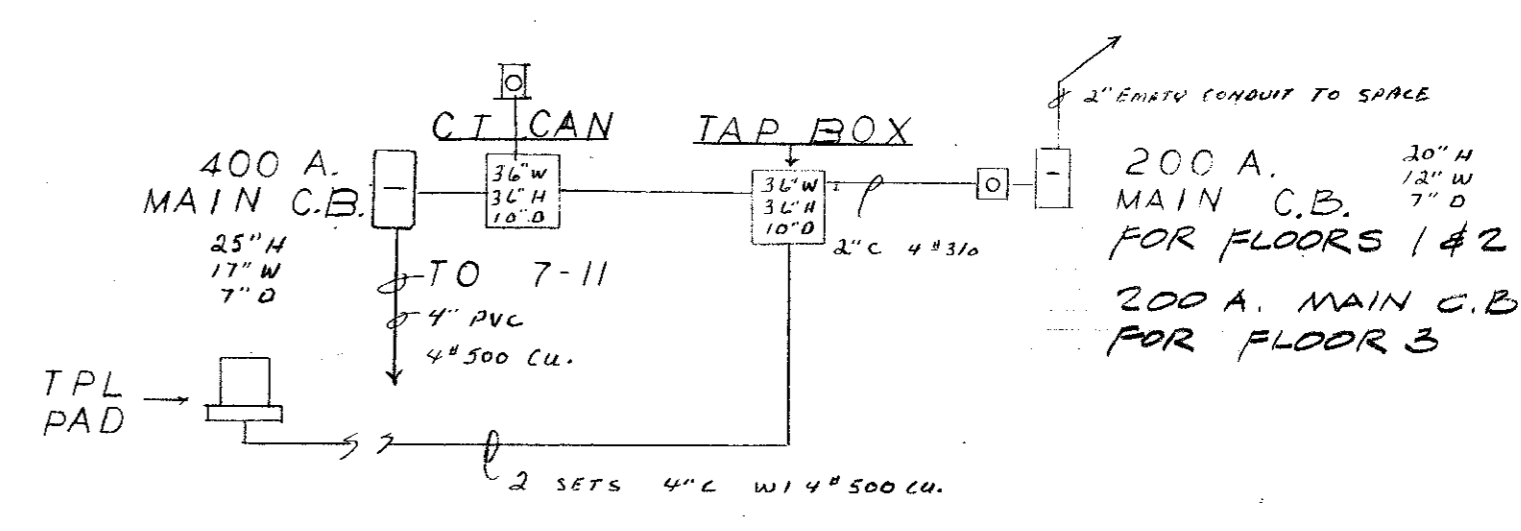 2" EMPTY CONDUIT TO SPACE
CT CAN
TAP BOX
400 A.
MAIN C.B.
25" H
17" W
7" D
36" W
36" H
10" D
36" W
36" H
10" D
2" C 4 # 3/0
200 A.
MAIN C.B.
20" H
12" W
7" D
FOR FLOORS 1 & 2
200 A. MAIN C.B
FOR FLOOR 3
TO 7-11
4" PVC
4 # 500 CU.
TPL
PAD
2 SETS 4" C W/ 4 # 500 CU.